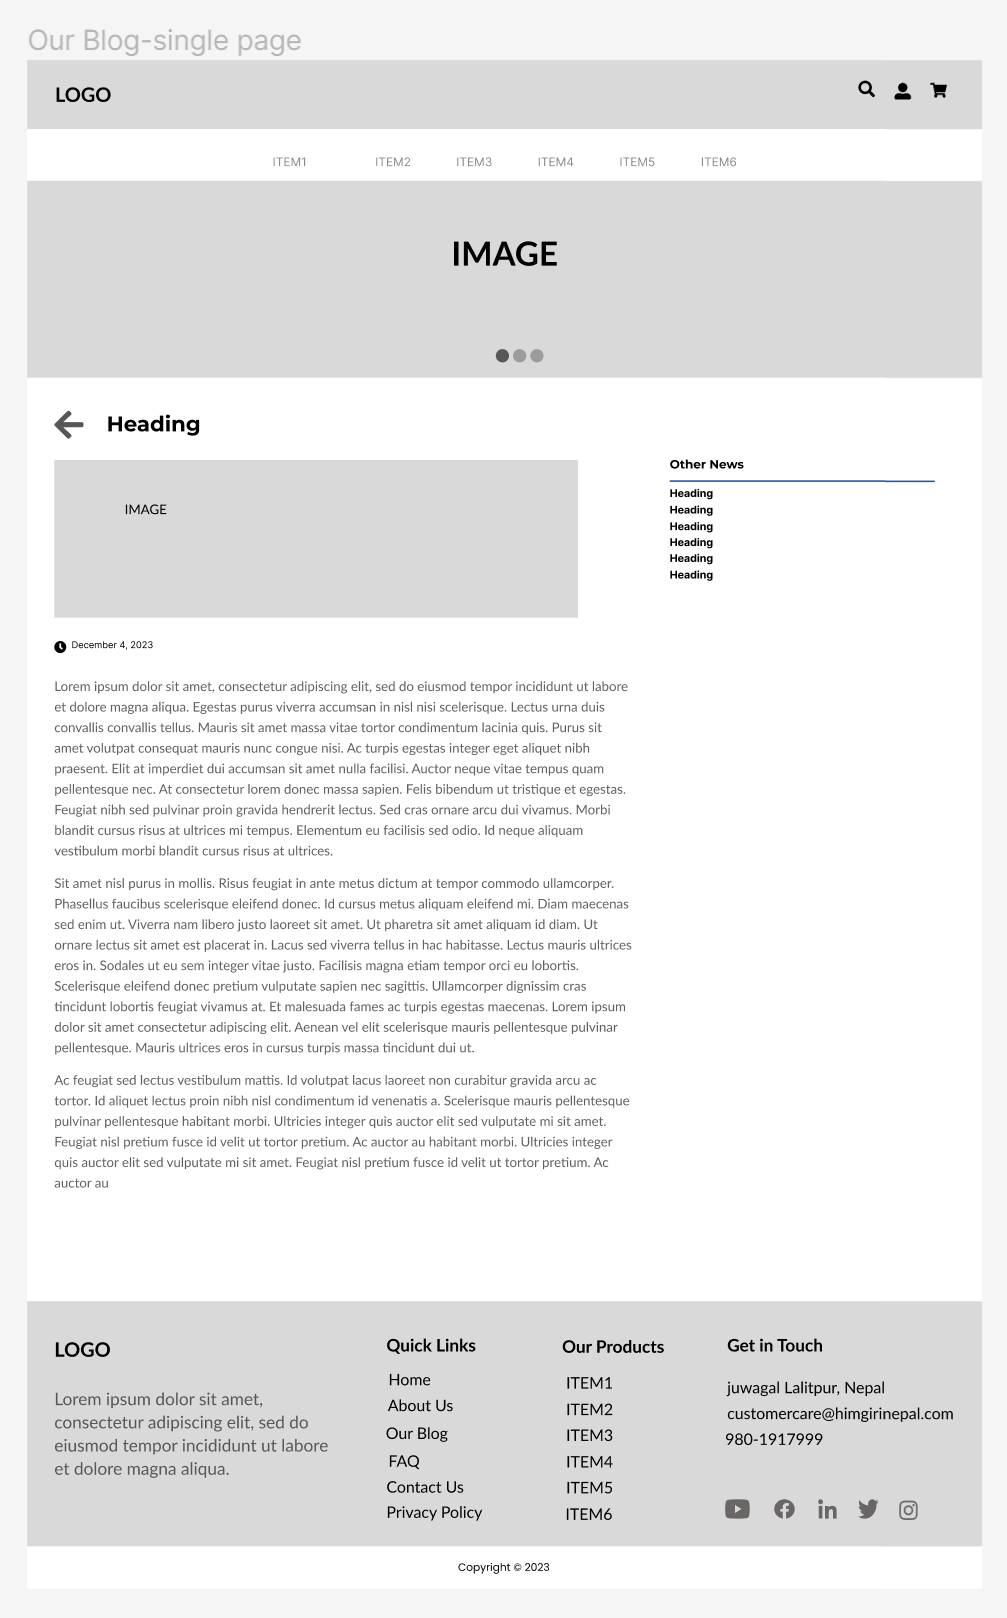 Our Blog-single page
LOGO
ITEM1 ITEM2 ITEM3 ITEM4 ITEM5 ITEM6
IMAGE
Heading
IMAGE
December 4, 2023
Lorem ipsum dolor sit amet, consectetur adipiscing elit, sed do eiusmod tempor incididunt ut labore
et dolore magna aliqua. Egestas purus viverra accumsan in nisl nisi scelerisque. Lectus urna duis
convallis convallis tellus. Mauris sit amet massa vitae tortor condimentum lacinia quis. Purus sit
amet volutpat consequat mauris nunc congue nisi. Ac turpis egestas integer eget aliquet nibh
praesent. Elit at imperdiet dui accumsan sit amet nulla facilisi. Auctor neque vitae tempus quam
pellentesque nec. At consectetur lorem donec massa sapien. Felis bibendum ut tristique et egestas.
Feugiat nibh sed pulvinar proin gravida hendrerit lectus. Sed cras ornare arcu dui vivamus. Morbi
blandit cursus risus at ultrices mi tempus. Elementum eu facilisis sed odio. Id neque aliquam
vestibulum morbi blandit cursus risus at ultrices.
Sit amet nisl purus in mollis. Risus feugiat in ante metus dictum at tempor commodo ullamcorper.
Phasellus faucibus scelerisque eleifend donec. Id cursus metus aliquam eleifend mi. Diam maecenas
sed enim ut. Viverra nam libero justo laoreet sit amet. Ut pharetra sit amet aliquam id diam. Ut
ornare lectus sit amet est placerat in. Lacus sed viverra tellus in hac habitasse. Lectus mauris ultrices
eros in. Sodales ut eu sem integer vitae justo. Facilisis magna etiam tempor orci eu lobortis.
Scelerisque eleifend donec pretium vulputate sapien nec sagittis. Ullamcorper dignissim cras
tincidunt lobortis feugiat vivamus at. Et malesuada fames ac turpis egestas maecenas. Lorem ipsum
dolor sit amet consectetur adipiscing elit. Aenean vel elit scelerisque mauris pellentesque pulvinar
pellentesque. Mauris ultrices eros in cursus turpis massa tincidunt dui ut.
Ac feugiat sed lectus vestibulum mattis. Id volutpat lacus laoreet non curabitur gravida arcu ac
tortor. Id aliquet lectus proin nibh nisl condimentum id venenatis a. Scelerisque mauris pellentesque
pulvinar pellentesque habitant morbi. Ultricies integer quis auctor elit sed vulputate mi sit amet.
Feugiat nisl pretium fusce id velit ut tortor pretium. Ac auctor au habitant morbi. Ultricies integer
quis auctor elit sed vulputate mi sit amet. Feugiat nisl pretium fusce id velit ut tortor pretium. Ac
auctor au
Other News
Heading
Heading
Heading
Heading
Heading
Heading
LOGO
Lorem ipsum dolor sit amet,
consectetur adipiscing elit, sed do
eiusmod tempor incididunt ut labore
et dolore magna aliqua.
Quick Links
Home
About Us
Our Blog
FAQ
Contact Us
Privacy Policy
Our Products
ITEM1
ITEM2
ITEM3
ITEM4
ITEM5
ITEM6
Get in Touch
juwagal Lalitpur, Nepal
customercare@himgirinepal.com
980-1917999
Copyright © 2023